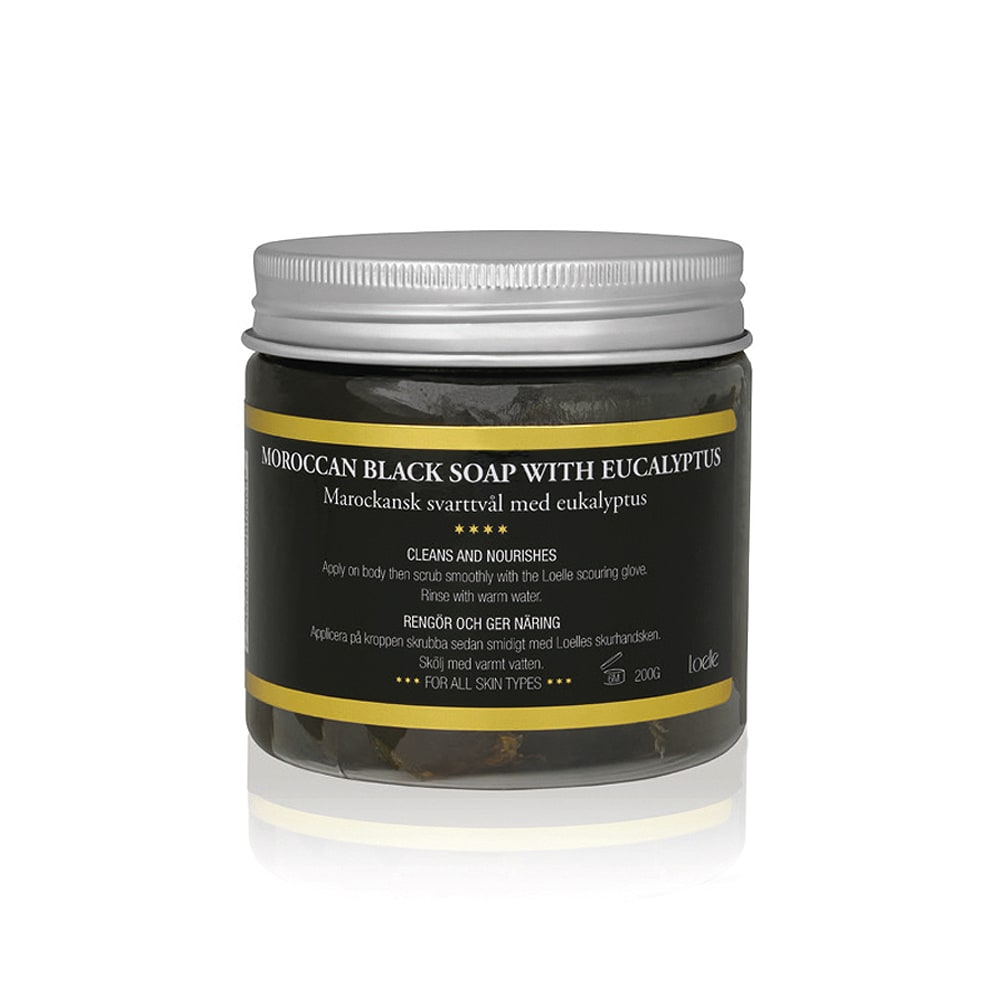 MOROCCAN BLACK SOAP WITH EUCALYPTUS
Marockansk svarttvål med eukalyptus
CLEANS AND NOURISHES
Apply on body then scrub smoothly with the Loelle scouring glove.
Rinse with warm water.
RENGÖR OCH GER NÄRING
Applicera på kroppen skrubba sedan smidigt med Loelles skurhandsken.
Skölj med varmt vatten.
*** FOR ALL SKIN TYPES ***
6M 200G Loelle